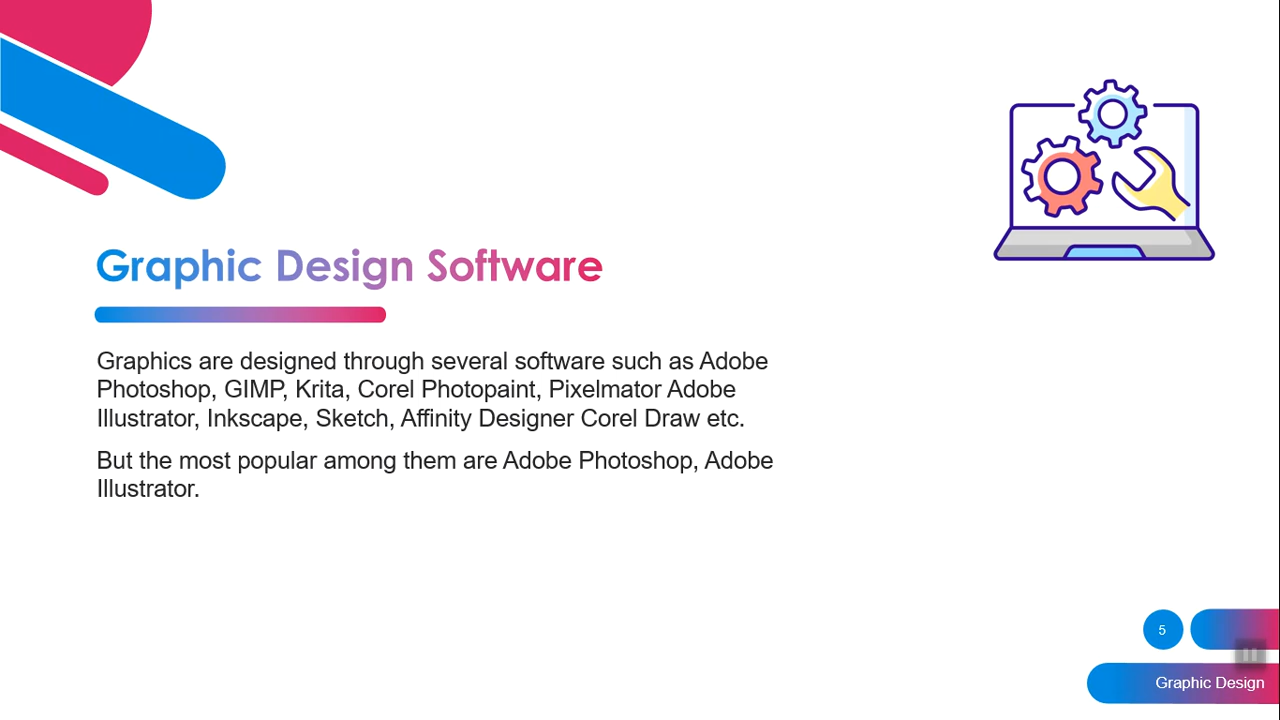 Graphic Design Software
Graphics are designed through several software such as Adobe
Photoshop, GIMP, Krita, Corel Photopaint, Pixelmator Adobe
Illustrator, Inkscape, Sketch, Affinity Designer Corel Draw etc.
But the most popular among them are Adobe Photoshop, Adobe
Illustrator.
5
Graphic Design